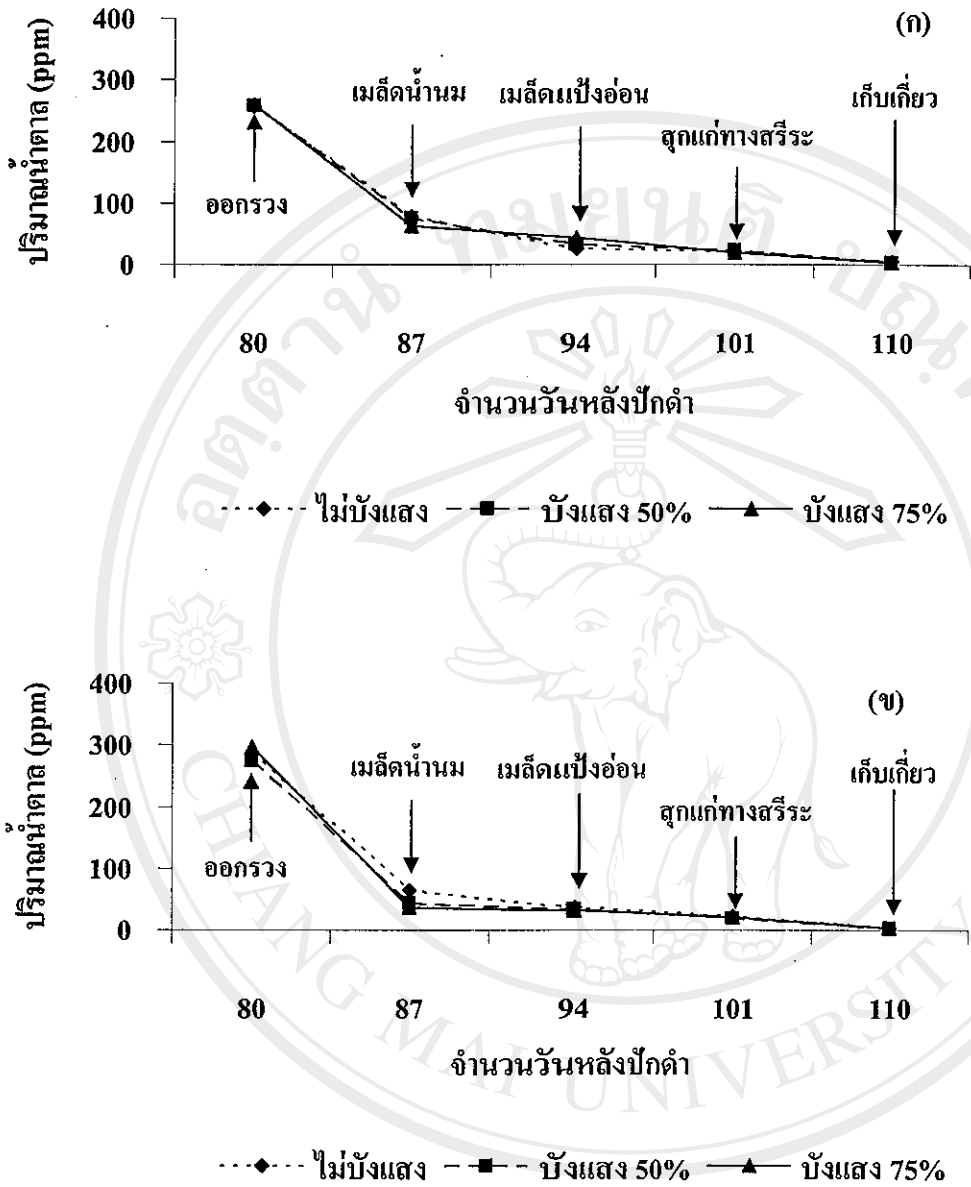 (ก)
ปริมาณน้ำตาล (ppm)
400
300
200
100
0
ออกรวง
เมล็ดน้ำนม
เมล็ดแป้งอ่อน
สุกแก่ทางสรีระ
เก็บเกี่ยว
80 87 94 101 110
จำนวนวันหลังปักดำ
ไม่บังแสง บังแสง 50% บังแสง 75%
(ข)
ปริมาณน้ำตาล (ppm)
400
300
200
100
0
ออกรวง
เมล็ดน้ำนม
เมล็ดแป้งอ่อน
สุกแก่ทางสรีระ
เก็บเกี่ยว
80 87 94 101 110
จำนวนวันหลังปักดำ
ไม่บังแสง บังแสง 50% บังแสง 75%
CHIANG MAI UNIVERSITY